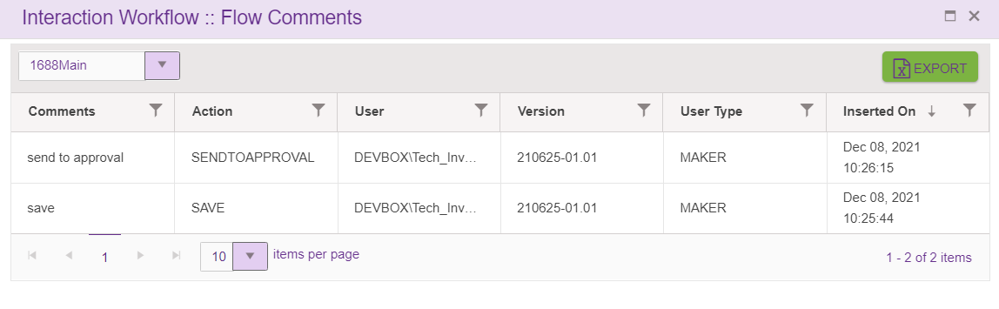 Interaction Workflow :: Flow Comments
1688Main
EXPORT
Comments Action User Version User Type Inserted On
send to approval SENDTOAPPROVAL DEVBOX\Tech_Inv… 210625-01.01 MAKER Dec 08, 2021
10:26:15
save SAVE DEVBOX\Tech_Inv… 210625-01.01 MAKER Dec 08, 2021
10:25:44
1 10 items per page 1 - 2 of 2 items